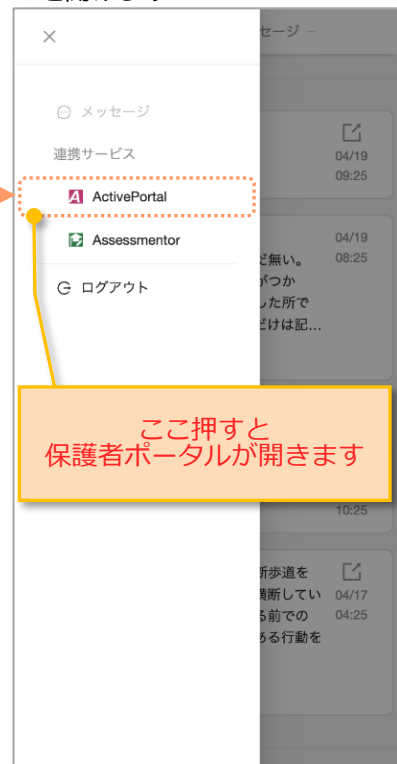 セージ −
メッセージ
連携サービス
04/19
09:25
ActivePortal
Assessmentor
04/19
ご無い。 08:25
がつか
ログアウト
した所で
だけは記...
ここ押すと
保護者ポータルが開きます
10:25
断歩道を
横断してい 04/17
る前での 04:25
ある行動を